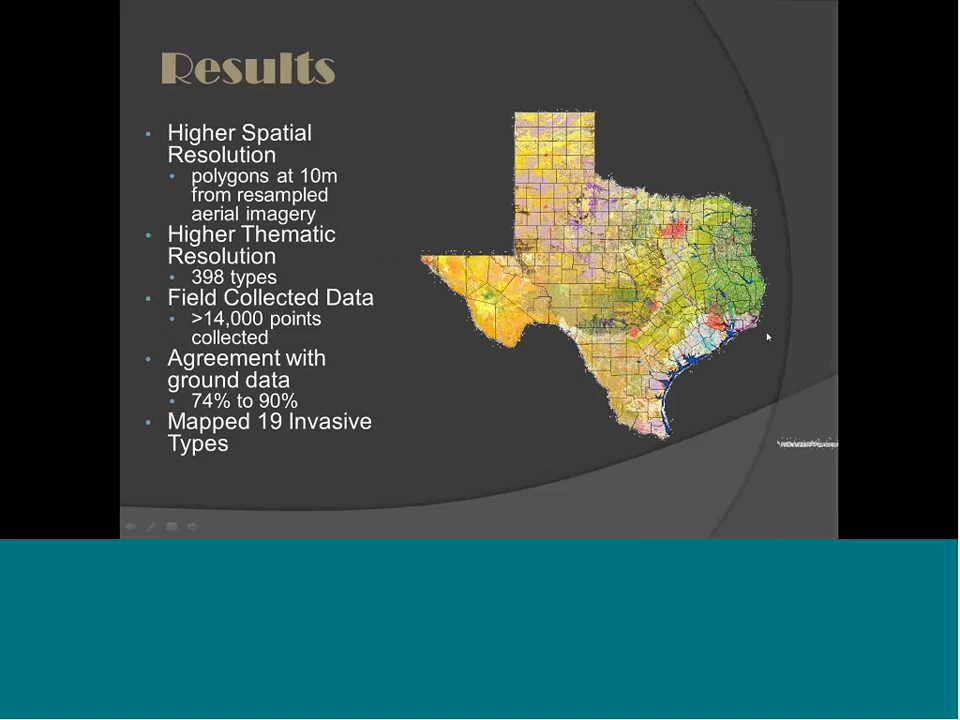 Results
• Higher Spatial
Resolution
• polygons at 10m
from resampled
aerial imagery
• Higher Thematic
Resolution
• 398 types
• Field Collected Data
• >14,000 points
collected
• Agreement with
ground data
• 74% to 90%
• Mapped 19 Invasive
Types